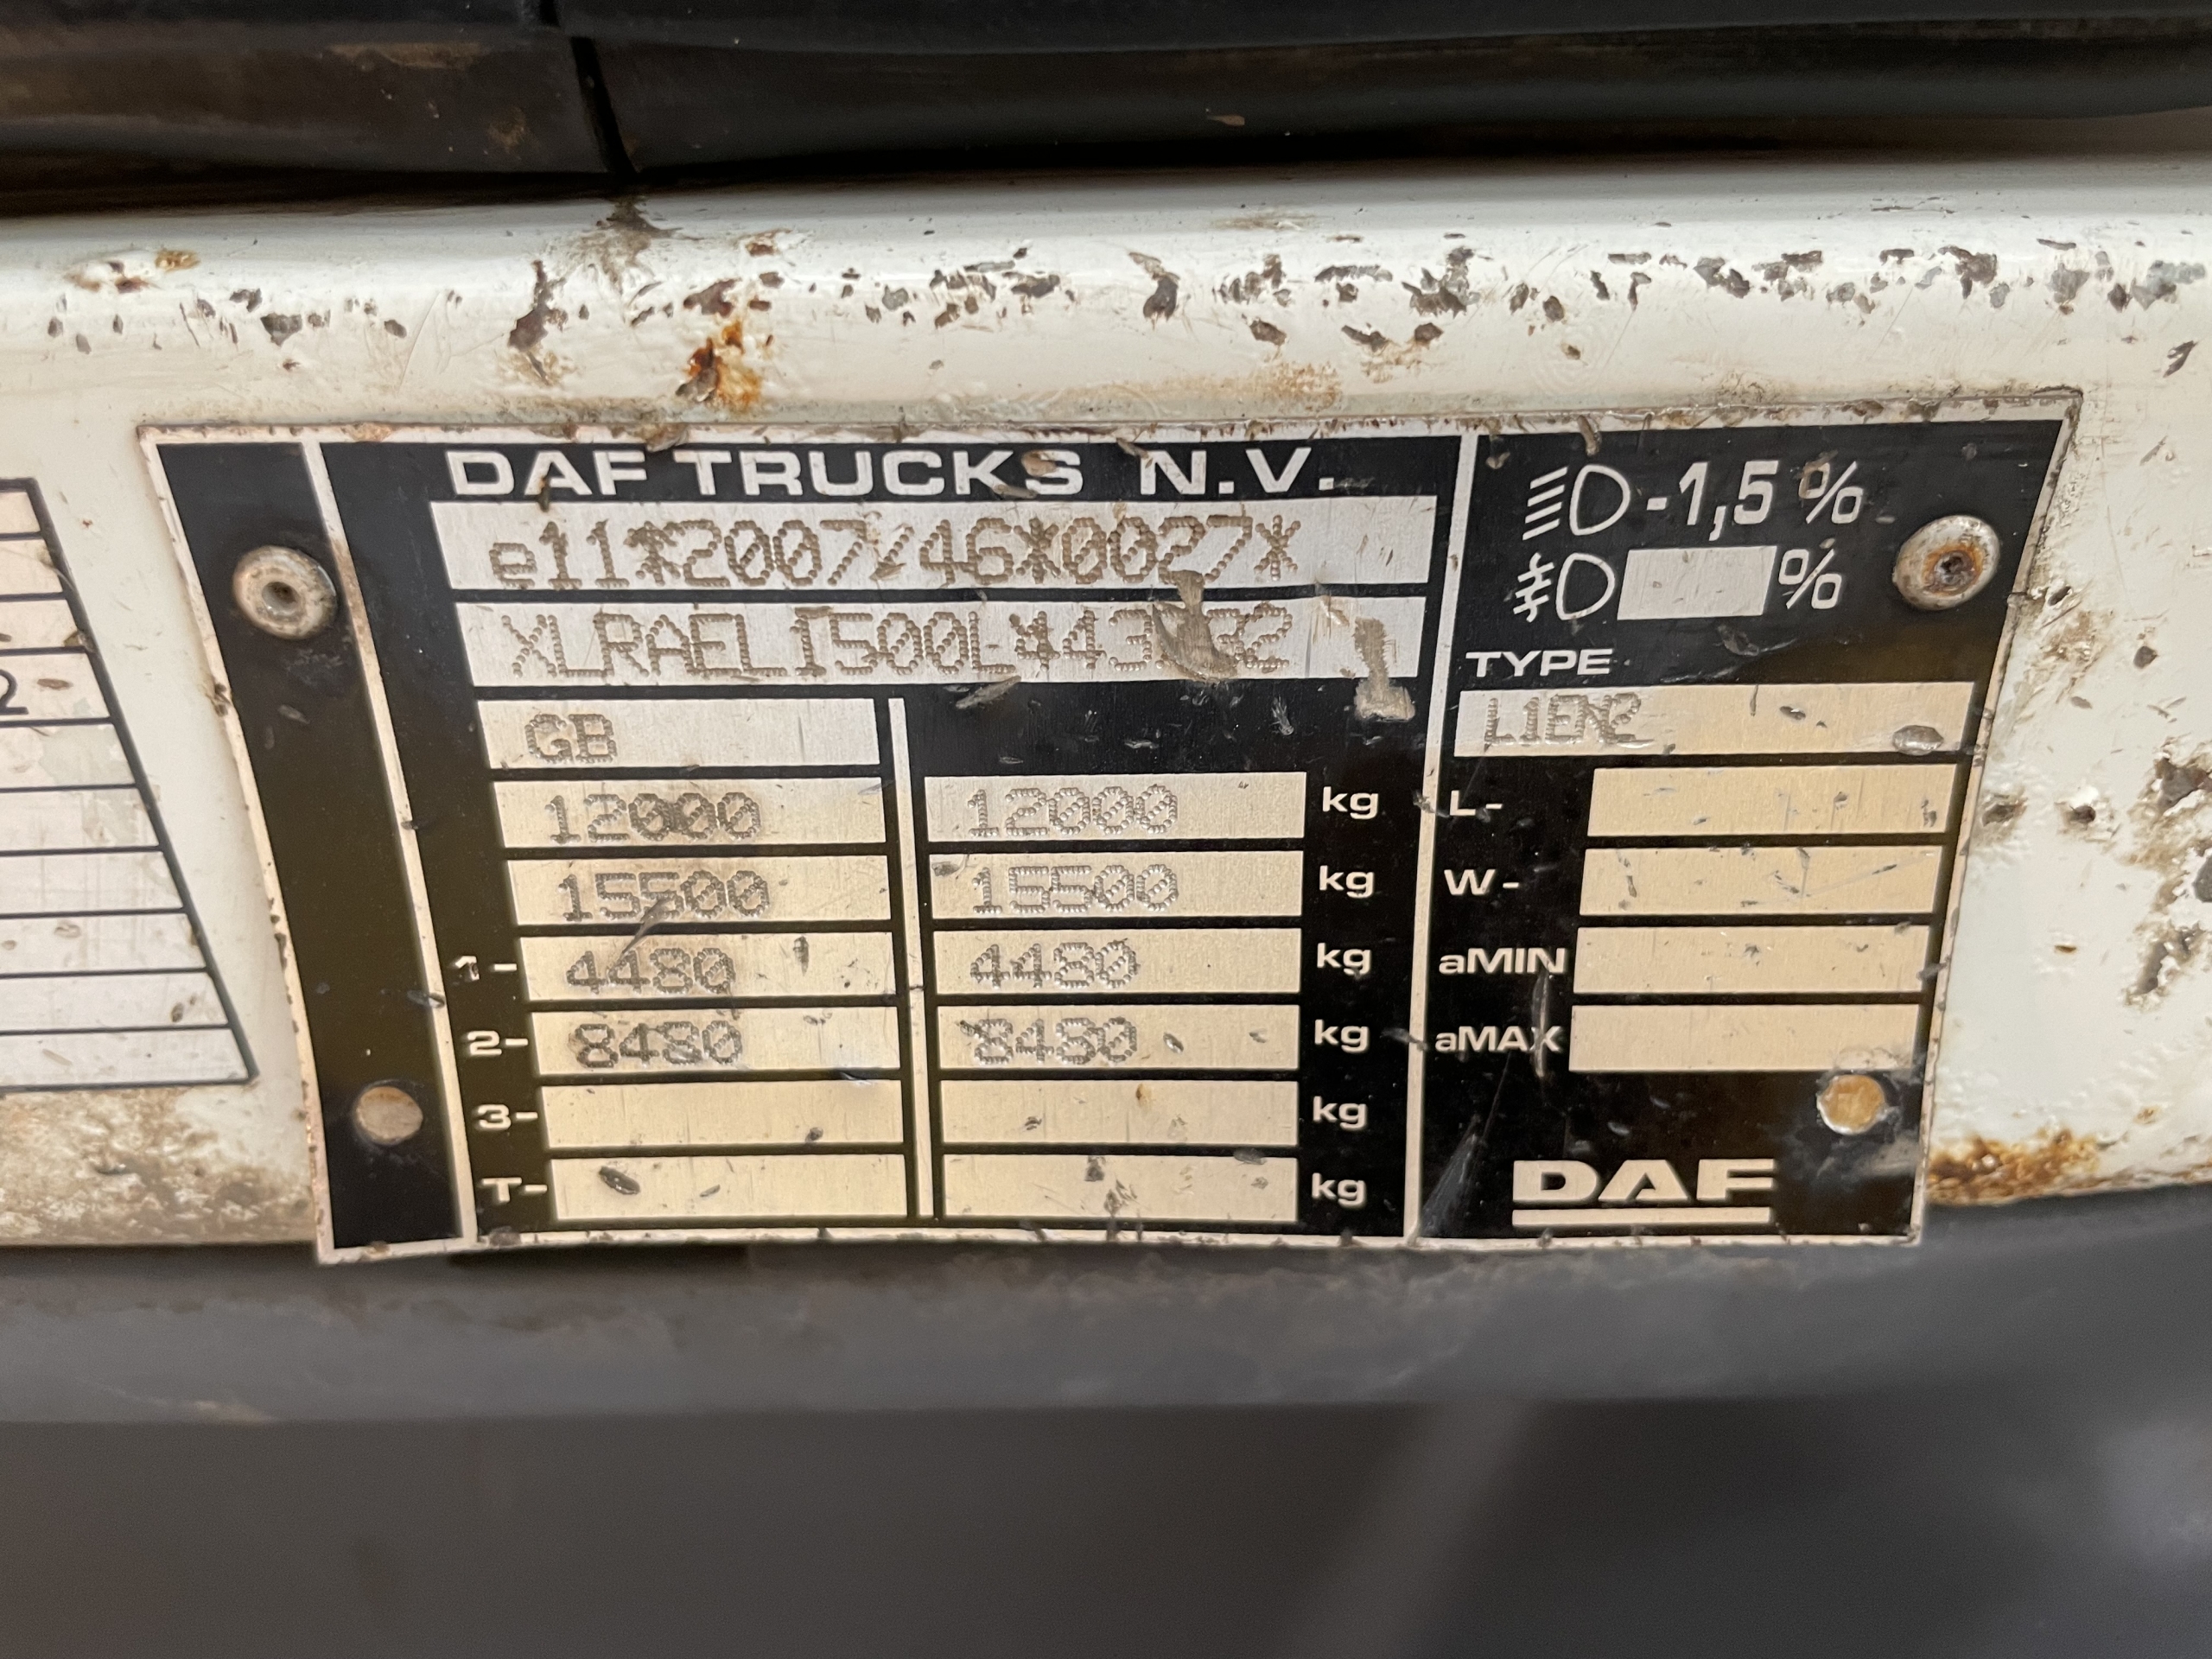 DAF TRUCKS N.V.
e11*2007/46*0027*
GB
12000 12000 kg
15500 15500 kg
1- 4480 4480 kg
2- 8480 8480 kg
3- kg
T- kg
-1,5 %
%
TYPE
L1EN2
L-
W-
aMIN
aMAX
DAF
2